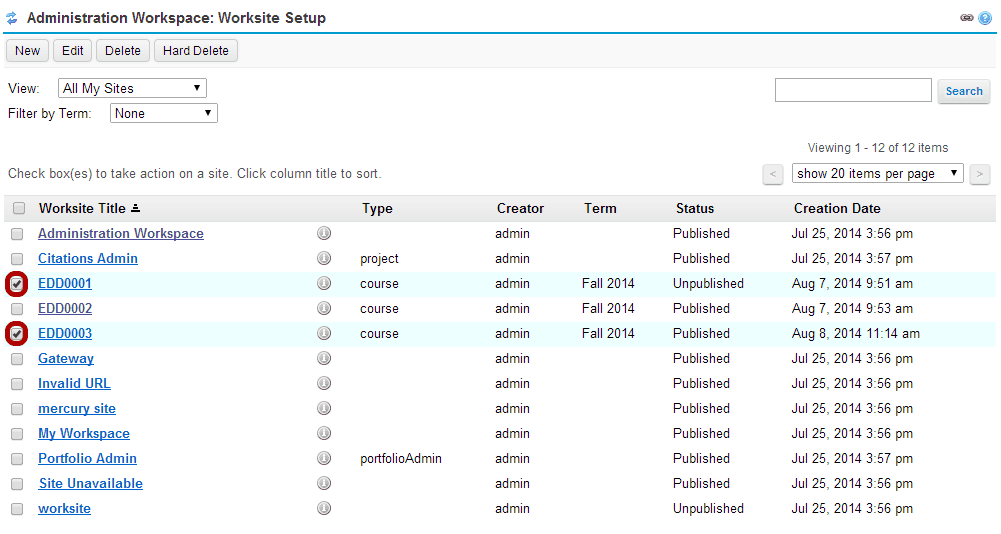 Administration Workspace: Worksite Setup
New Edit Delete Hard Delete
View: All My Sites
Search
Filter by Term: None
Viewing 1 - 12 of 12 items
Check box(es) to take action on a site. Click column title to sort.
< show 20 items per page >
Worksite Title Type Creator Term Status Creation Date
Administration Workspace admin Published Jul 25, 2014 3:56 pm
Citations Admin project admin Published Jul 25, 2014 3:57 pm
EDD0001 course admin Fall 2014 Unpublished Aug 7, 2014 9:51 am
EDD0002 course admin Fall 2014 Published Aug 7, 2014 9:53 am
EDD0003 course admin Fall 2014 Published Aug 8, 2014 11:14 am
Gateway admin Published Jul 25, 2014 3:56 pm
Invalid URL admin Published Jul 25, 2014 3:56 pm
mercury site admin Published Jul 25, 2014 3:56 pm
My Workspace admin Published Jul 25, 2014 3:56 pm
Portfolio Admin portfolioAdmin admin Published Jul 25, 2014 3:57 pm
Site Unavailable admin Published Jul 25, 2014 3:56 pm
worksite admin Unpublished Jul 25, 2014 3:56 pm